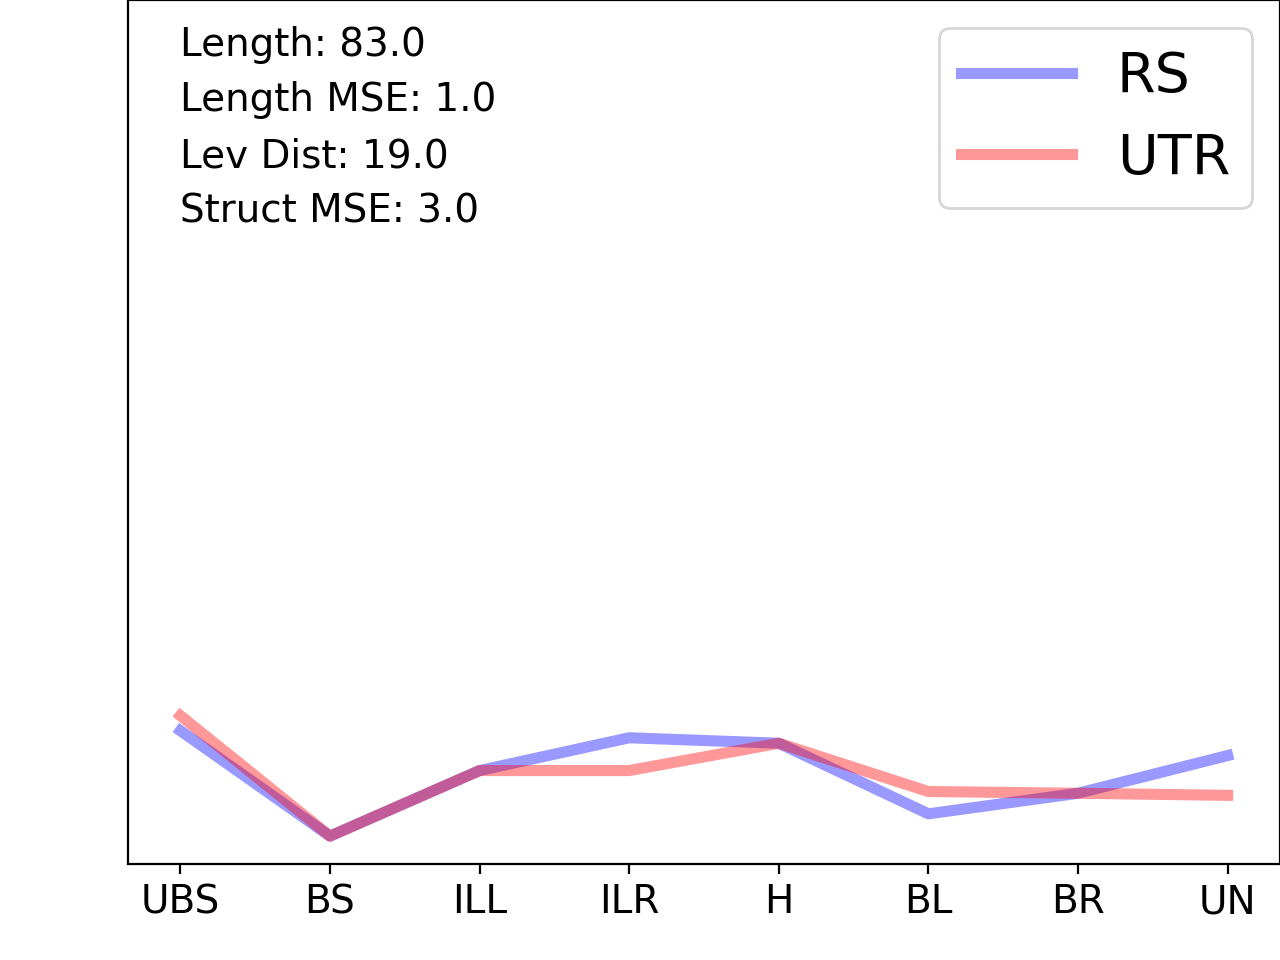 Length: 83.0
Length MSE: 1.0
Lev Dist: 19.0
Struct MSE: 3.0
RS
UTR
UBS BS ILL ILR H BL BR UN